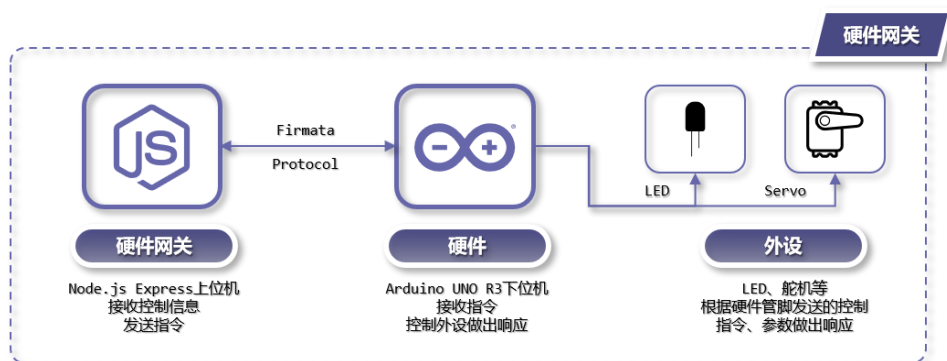 硬件网关
JS
Firmata
Protocol
LED
Servo
硬件网关
硬件
外设
Node.js Express上位机
接收控制信息
发送指令
Arduino UNO R3下位机
接收指令
控制外设做出响应
LED、舵机等
根据硬件管脚发送的控制
指令、参数做出响应